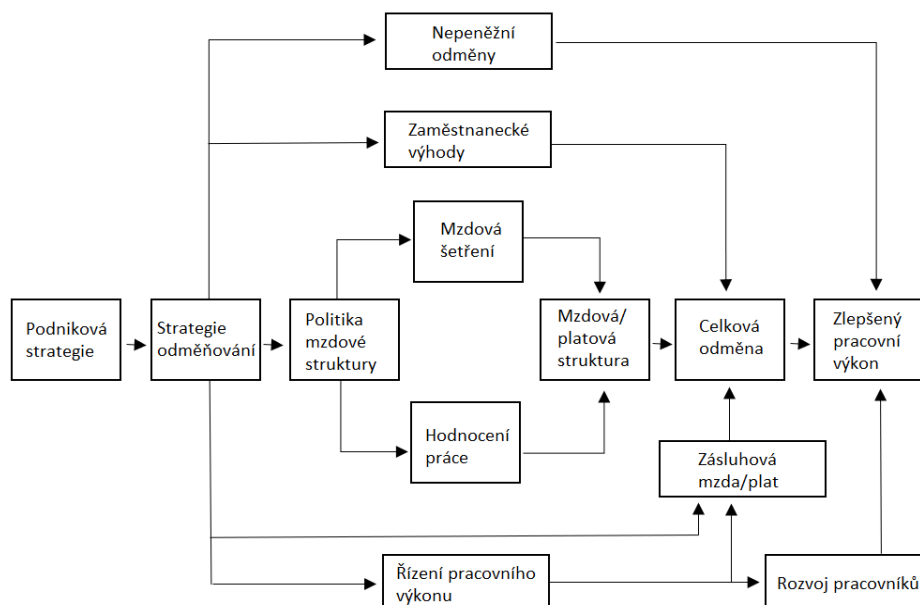 Nepeněžní
odměny
Zaměstnanecké
výhody
Mzdová
šetření
Podniková
strategie
Strategie
odměňování
Politika
mzdové
struktury
Mzdová/
platová
struktura
Celková
odměna
Zlepšený
pracovní
výkon
Hodnocení
práce
Zásluhová
mzda/plat
Řízení pracovního
výkonu
Rozvoj pracovníků